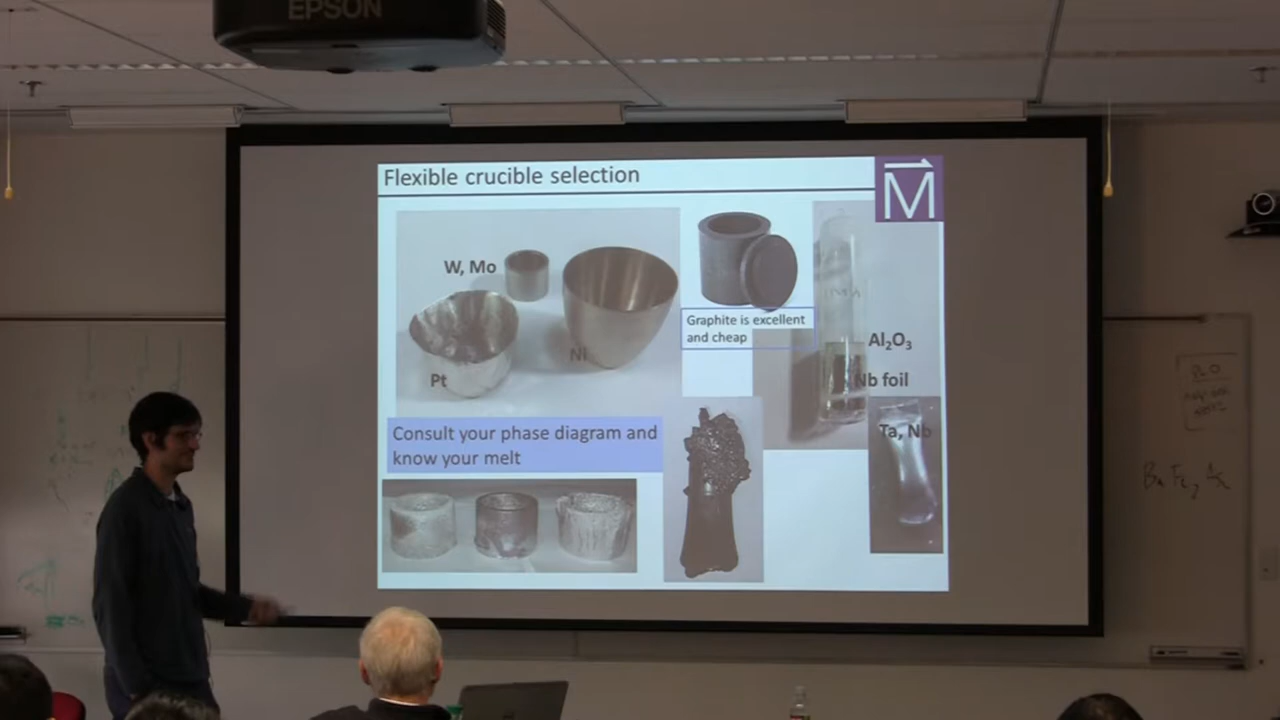 EPSON
Flexible crucible selection
M
W, Mo
Ni
Pt
Graphite is excellent
and cheap
Al₂O₃
Nb foil
Ta, Nb
Consult your phase diagram and
know your melt